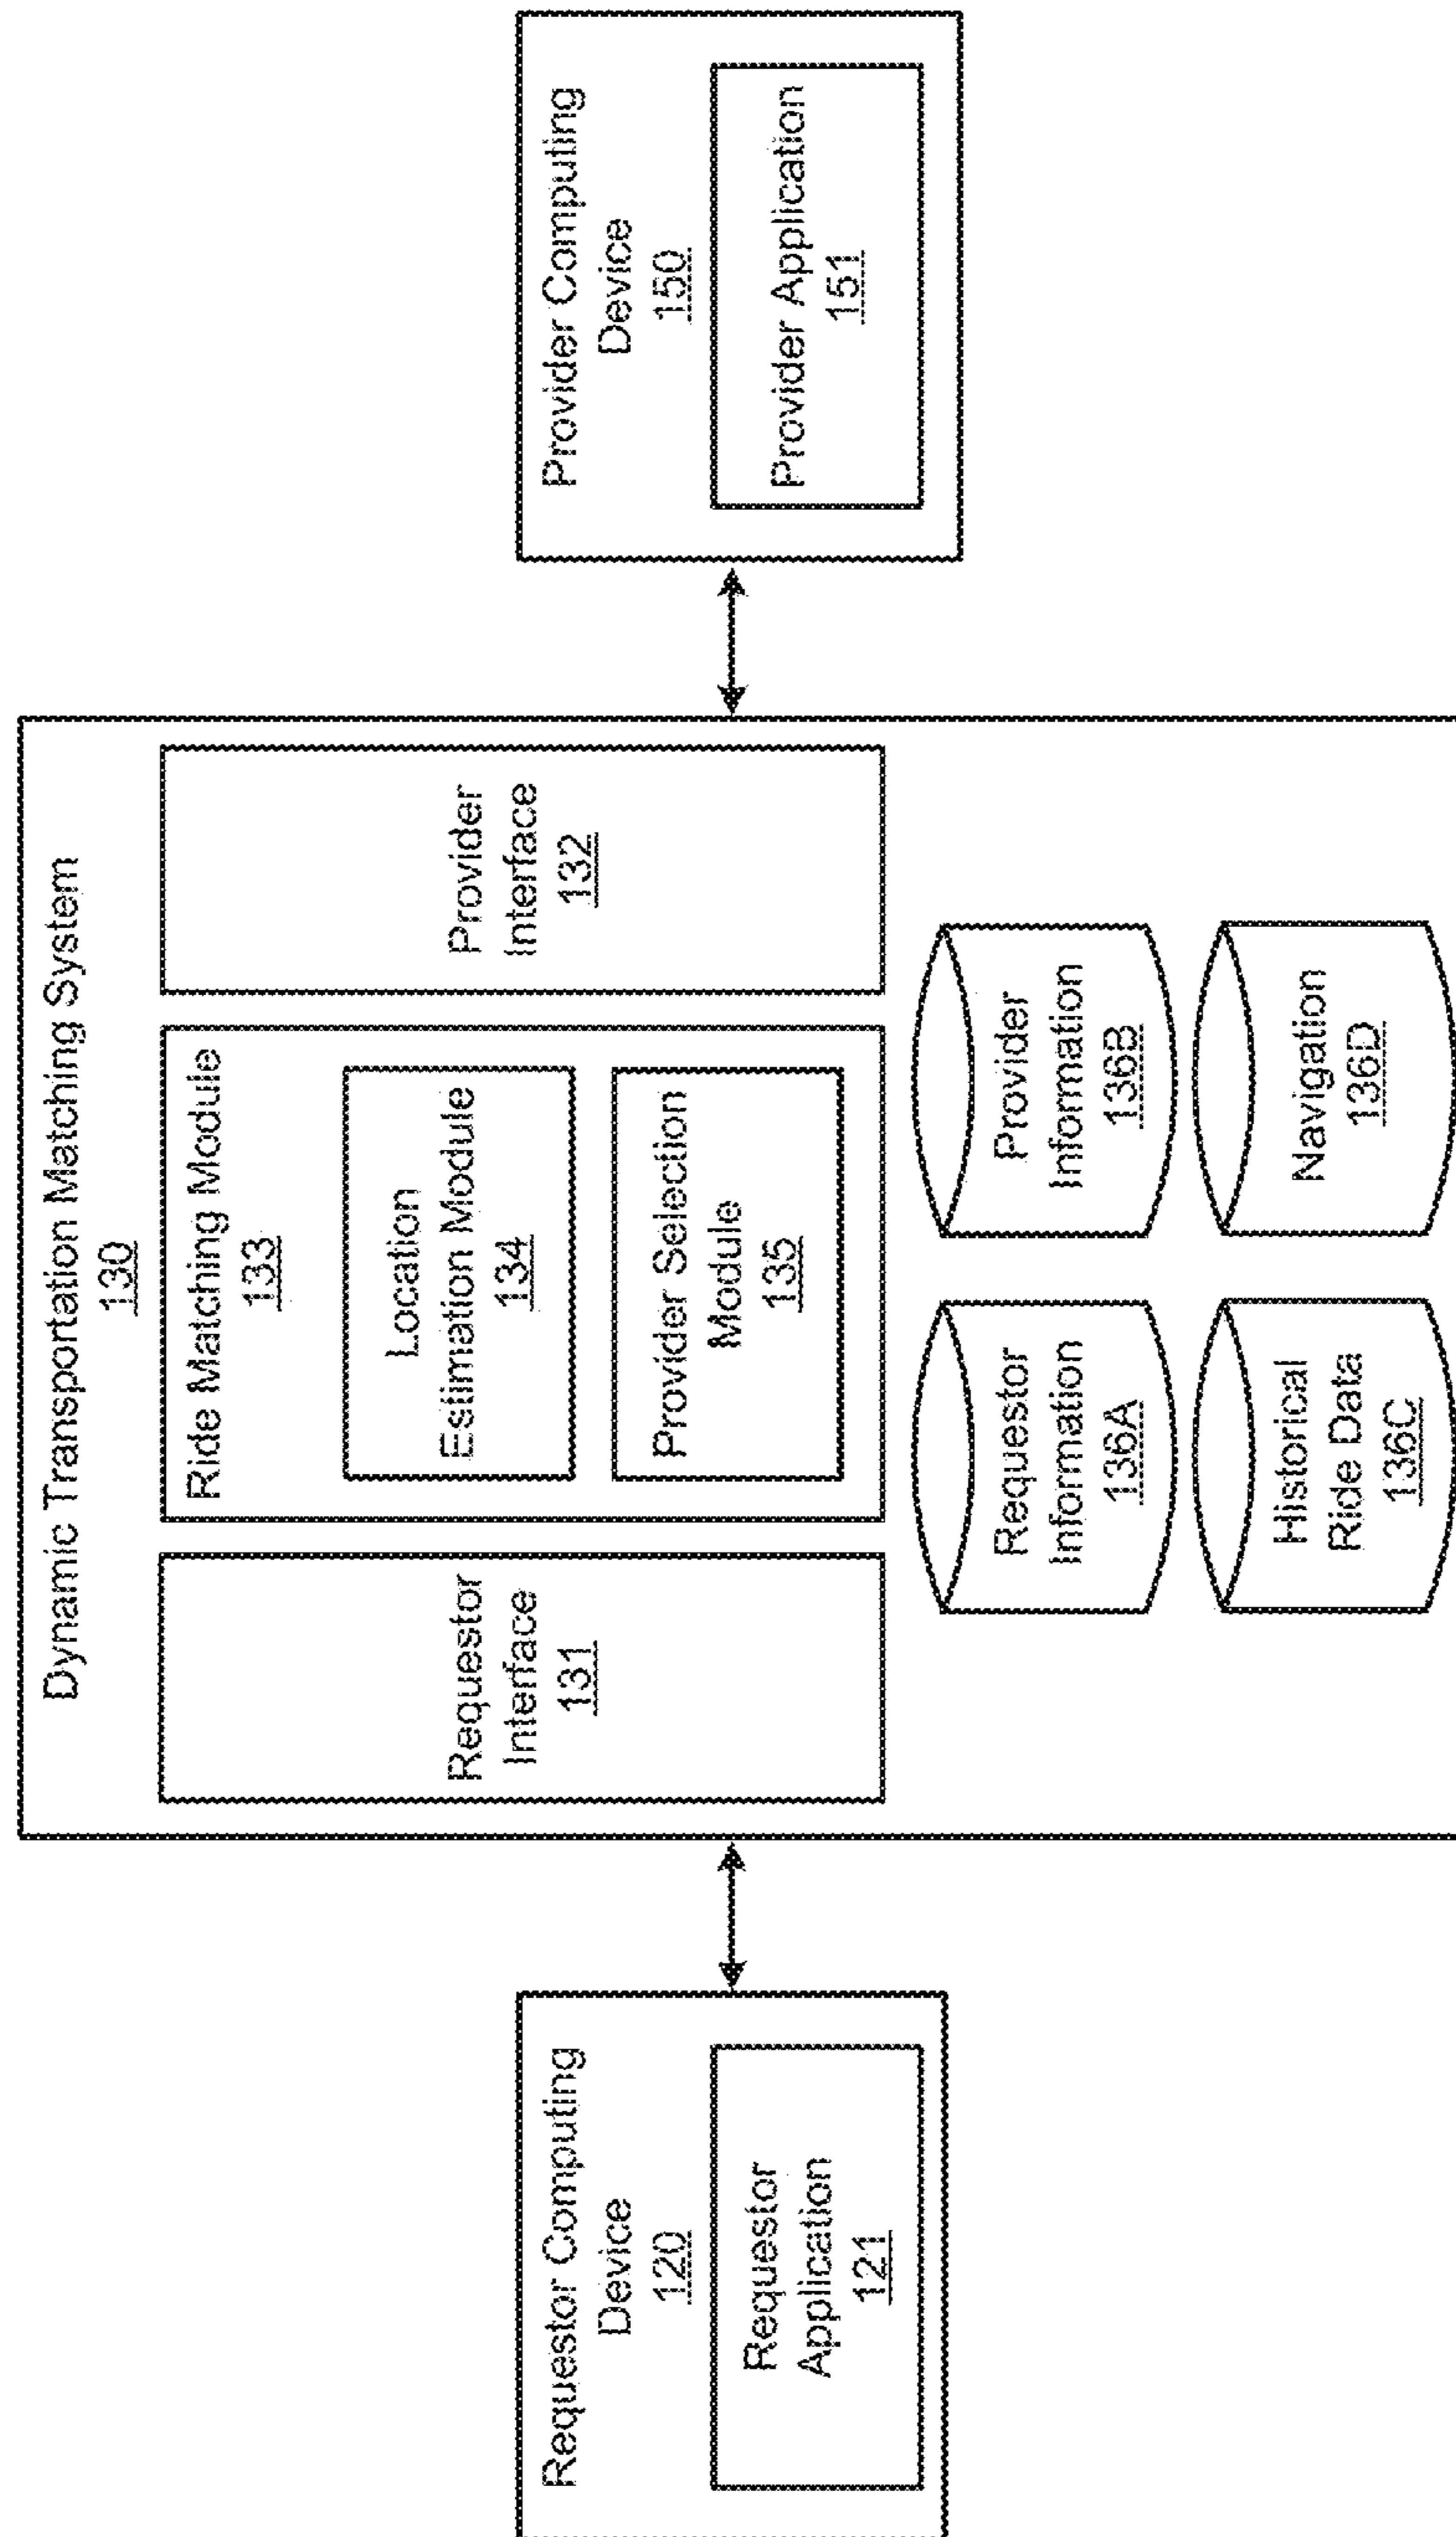 Dynamic Transportation Matching System
130
Requestor Computing
Device
120
Requestor
Application
121
Requestor
Interface
131
Ride Matching Module
133
Location
Estimation Module
134
Provider Selection
Module
135
Provider
Interface
132
Requestor
Information
136A
Provider
Information
136B
Historical
Ride Data
136C
Navigation
136D
Provider Computing
Device
150
Provider Application
151